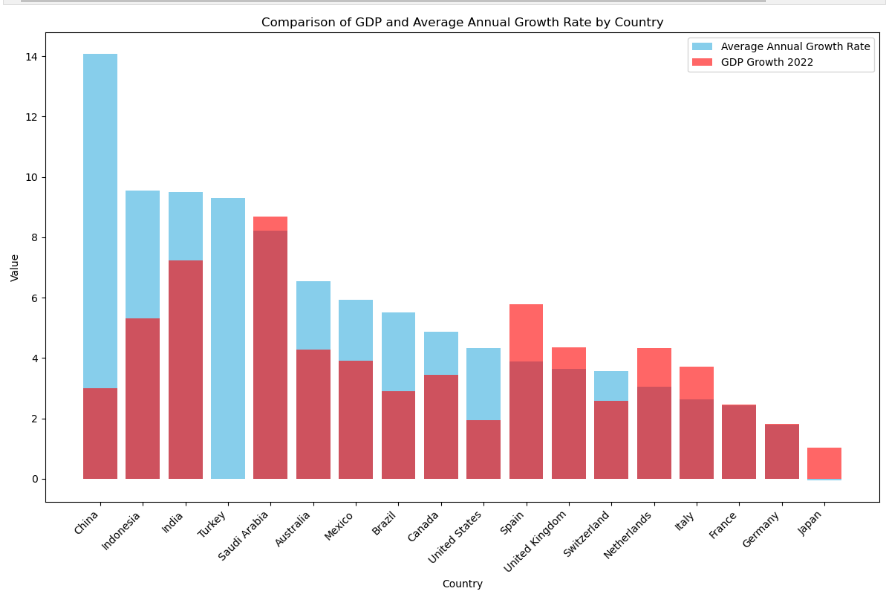 Comparison of GDP and Average Annual Growth Rate by Country
Average Annual Growth Rate
GDP Growth 2022
14
12
10
8
6
4
2
0
Value
China
Indonesia
India
Turkey
Saudi Arabia
Australia
Mexico
Brazil
Canada
United States
Spain
United Kingdom
Switzerland
Netherlands
Italy
France
Germany
Japan
Country